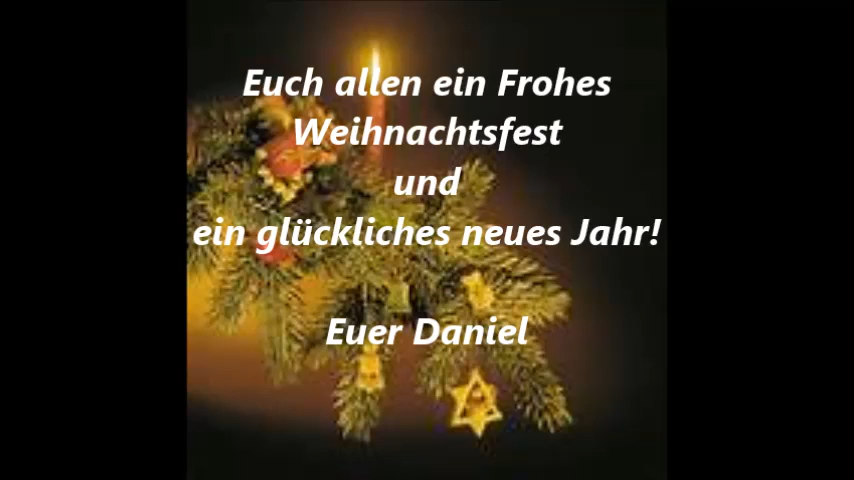 Euch allen ein Frohes
Weihnachtsfest
und
ein glückliches neues Jahr!
Euer Daniel